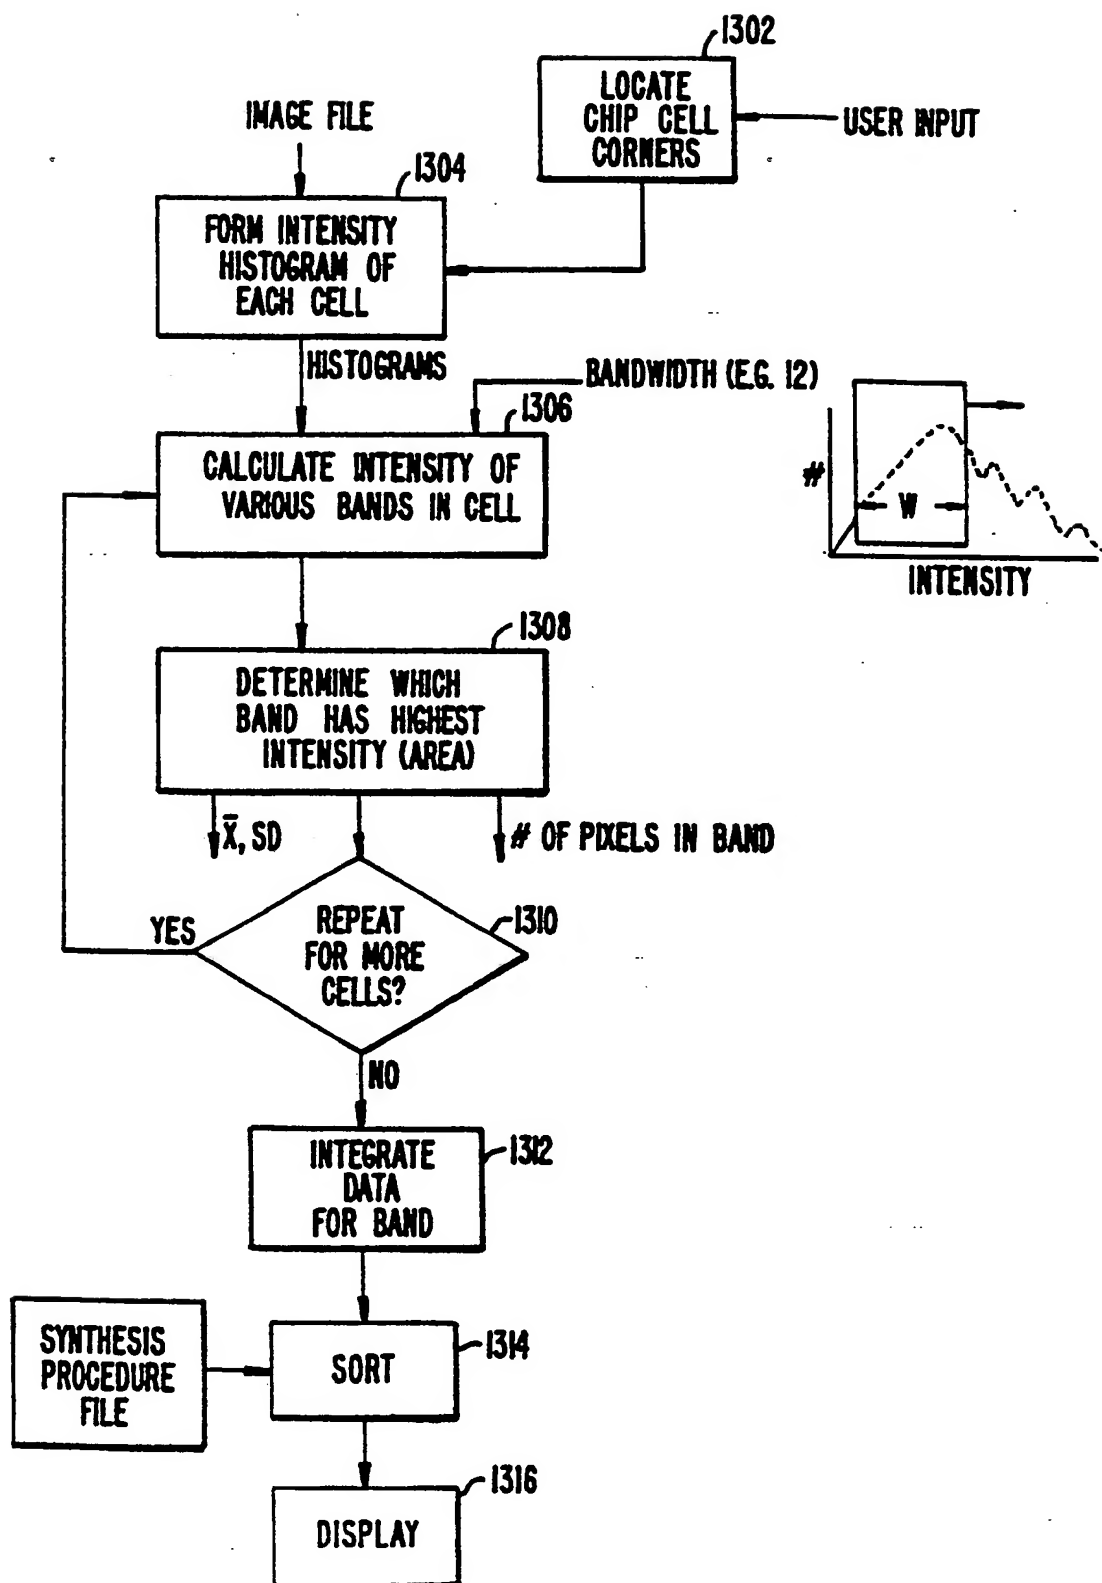 1302
LOCATE
CHIP CELL
CORNERS
USER INPUT
IMAGE FILE
1304
FORM INTENSITY
HISTOGRAM OF
EACH CELL
HISTOGRAMS
BANDWIDTH (E.G. 12)
1306
CALCULATE INTENSITY OF
VARIOUS BANDS IN CELL
#
W
INTENSITY
1308
DETERMINE WHICH
BAND HAS HIGHEST
INTENSITY (AREA)
X̅, SD
# OF PIXELS IN BAND
1310
REPEAT
FOR MORE
CELLS?
YES
NO
1312
INTEGRATE
DATA
FOR BAND
SYNTHESIS
PROCEDURE
FILE
1314
SORT
1316
DISPLAY